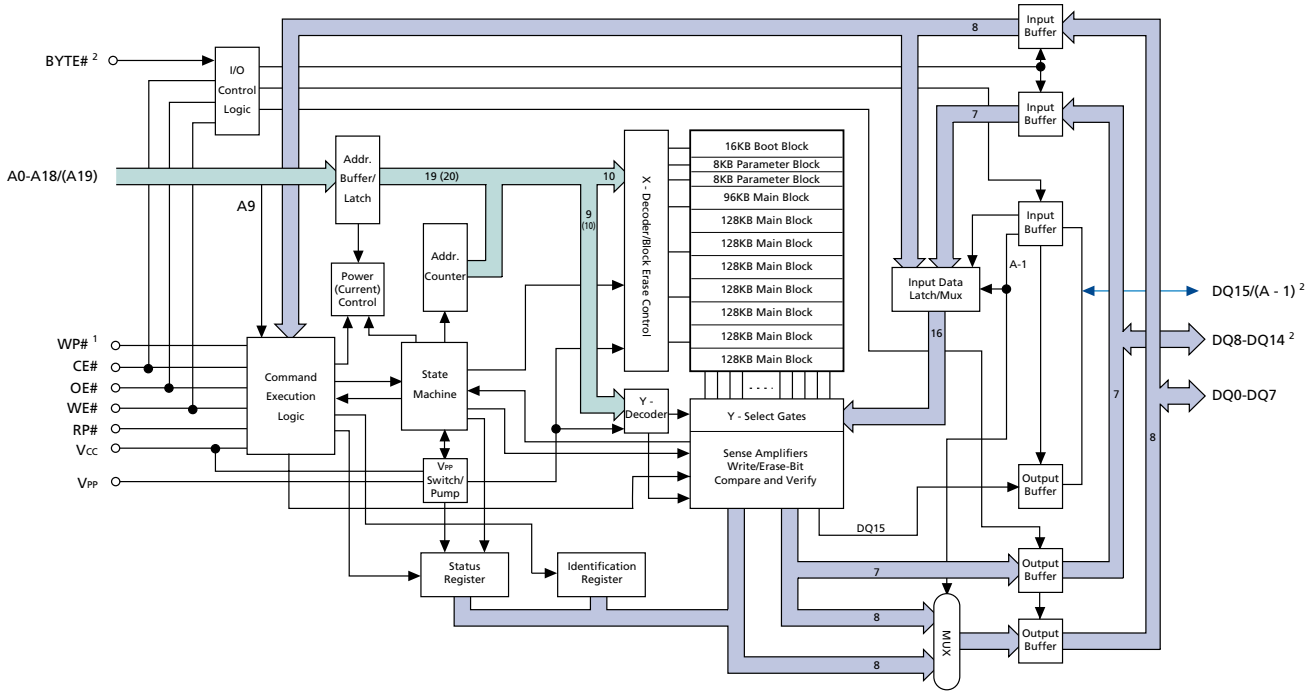 BYTE# 2
I/O
Control
Logic
8
Input
Buffer
7
Input
Buffer
A0-A18/(A19)
Addr.
Buffer/
Latch
19 (20)
10
9
(10)
A9
X - Decoder/Block Erase Control
16KB Boot Block
8KB Parameter Block
8KB Parameter Block
96KB Main Block
128KB Main Block
128KB Main Block
128KB Main Block
128KB Main Block
128KB Main Block
128KB Main Block
128KB Main Block
Input
Buffer
A-1
Addr.
Counter
Power
(Current)
Control
Input Data
Latch/Mux
16
DQ15/(A - 1) 2
DQ8-DQ14 2
DQ0-DQ7
7
8
WP# 1
CE#
OE#
WE#
RP#
VCC
VPP
Command
Execution
Logic
State
Machine
VPP
Switch/
Pump
Y -
Decoder
Y - Select Gates
Sense Amplifiers
Write/Erase-Bit
Compare and Verify
Output
Buffer
DQ15
Status
Register
Identification
Register
7
Output
Buffer
8
8
MUX
Output
Buffer